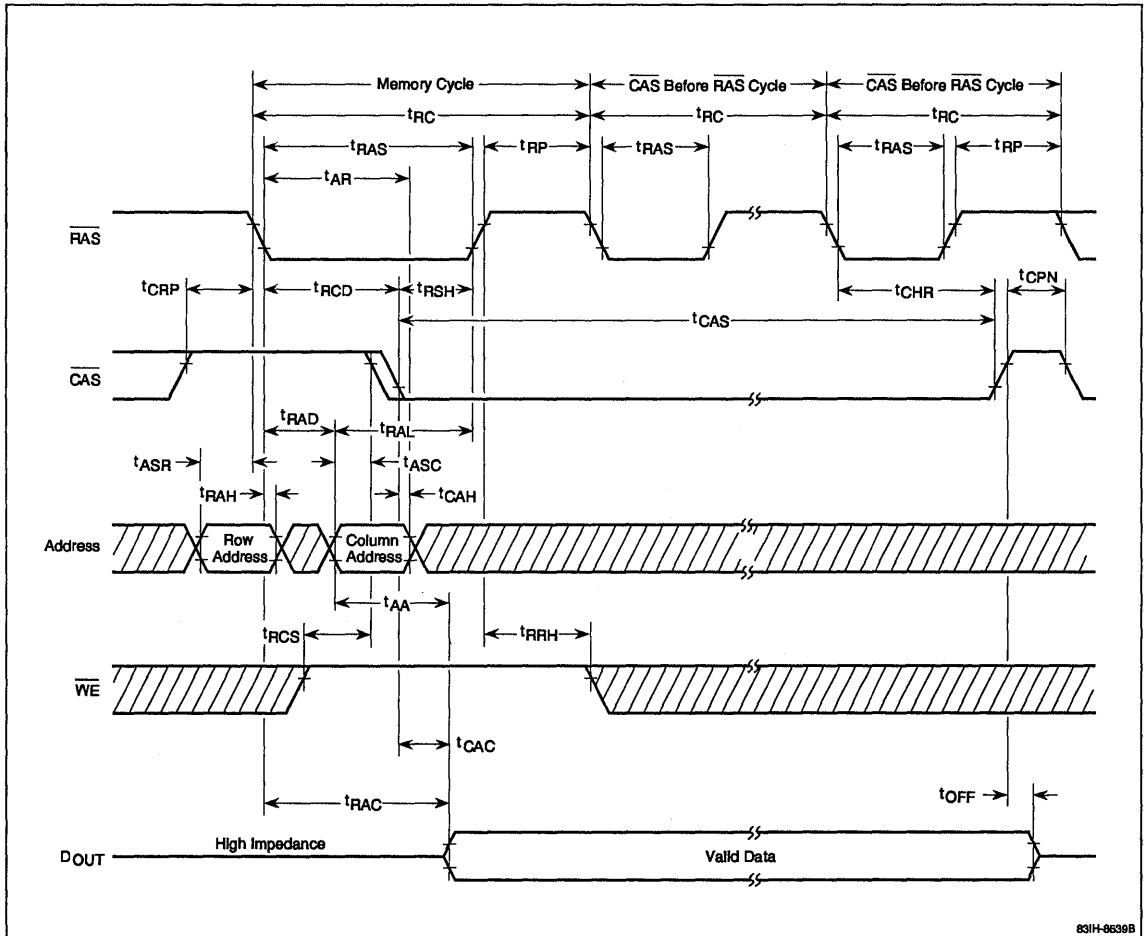 Memory Cycle CAS Before RAS Cycle CAS Before RAS Cycle
tRC tRC tRC
tRAS tRP tRAS tRAS tRP
tAR
RAS
tCRP tRCD tRSH tCHR tCPN
tCAS
CAS
tRAD tRAL
tASR tASC
tRAH tCAH
Address Row Address Column Address
tAA
tRCS tRRH
WE
tCAC
tRAC tOFF
DOUT High Impedance Valid Data
83IH-8539B